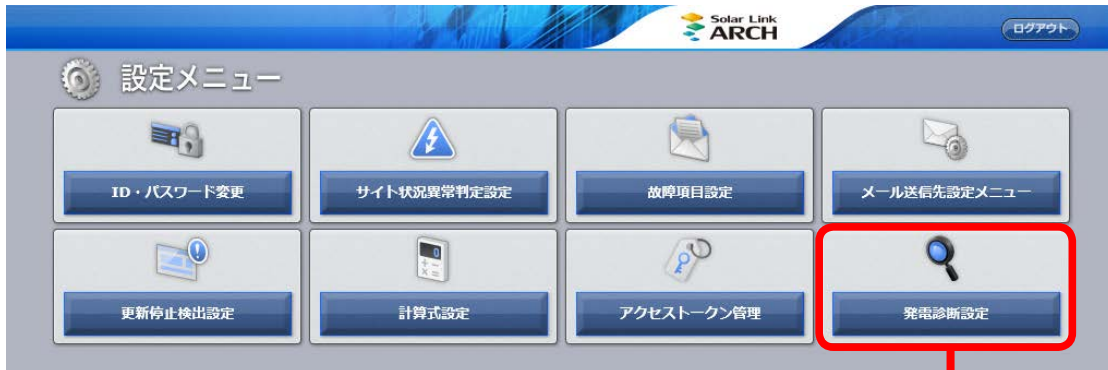 Solar Link
ARCH
ログアウト
設定メニュー
ID・パスワード変更
サイト状況異常判定設定
故障項目設定
メール送信先設定メニュー
更新停止検出設定
計算式設定
アクセストークン管理
発電診断設定